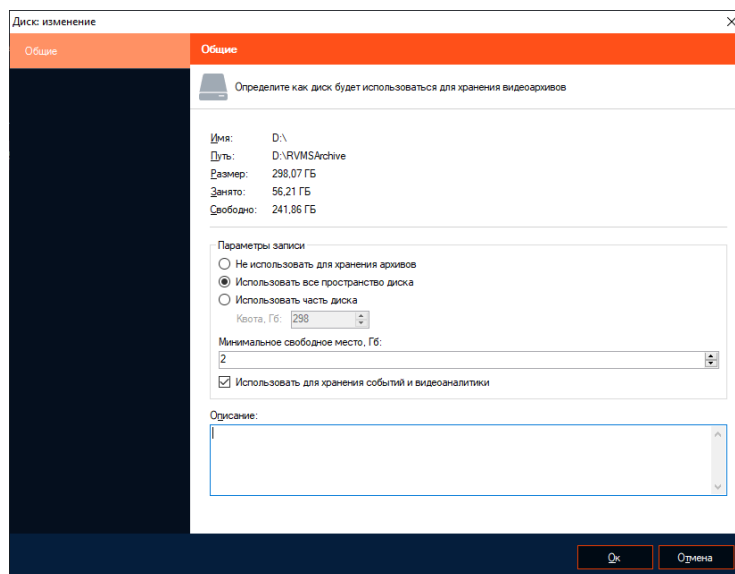 Диск: изменение
Общие
Общие
Определите как диск будет использоваться для хранения видеоархивов
Имя: D:\
Путь: D:\RVMSArchive
Размер: 298,07 ГБ
Занято: 56,21 ГБ
Свободно: 241,86 ГБ
Параметры записи
Не использовать для хранения архивов
Использовать все пространство диска
Использовать часть диска
Квота, Гб: 298
Минимальное свободное место, Гб:
2
Использовать для хранения событий и видеоаналитики
Описание:
Ок Отмена